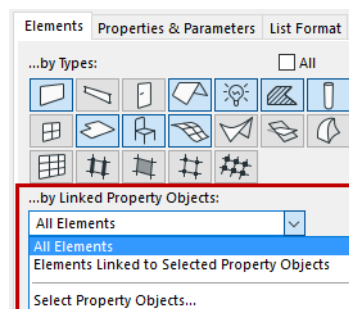 Elements Properties & Parameters List Format
...by Types: All
...by Linked Property Objects:
All Elements
All Elements
Elements Linked to Selected Property Objects
Select Property Objects...